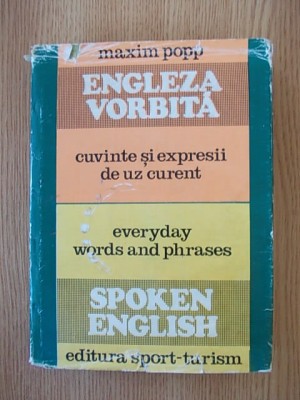 maxim popp
ENGLEZA
VORBITĂ
cuvinte și expresii
de uz curent
everyday
words and phrases
SPOKEN
ENGLISH
editura sport-turism